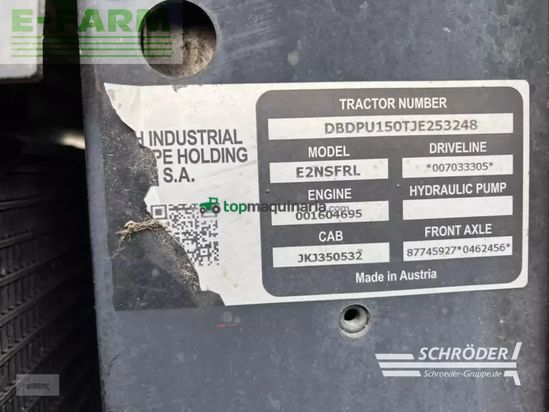 E-FARM
H INDUSTRIAL
PE HOLDING
S.A.
TRACTOR NUMBER
DBDPU150TJE253248
MODEL
E2NSFRL
DRIVELINE
*007033305*
ENGINE
001604695
HYDRAULIC PUMP
CAB
JKJ350532
FRONT AXLE
87745927*0462456*
Made in Austria
topmaquinaria.com
SCHRÖDER
Schroeder-Gruppe.de